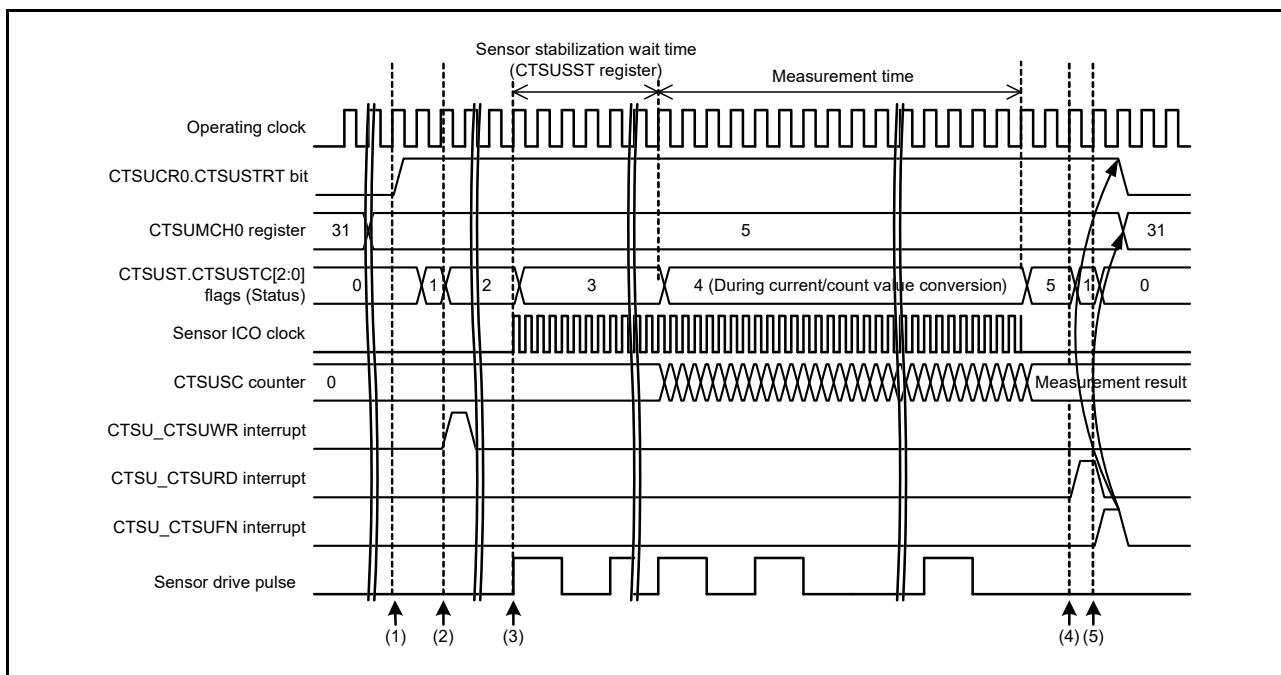 Sensor stabilization wait time
(CTSUSST register)
Measurement time
Operating clock
CTSUCR0.CTSUSTRT bit
CTSUMCH0 register
31
5
31
CTSUST.CTSUSTC[2:0]
flags (Status)
0
1
2
3
4 (During current/count value conversion)
5
1
0
Sensor ICO clock
CTSUSC counter
0
Measurement result
CTSU_CTSUWR interrupt
CTSU_CTSURD interrupt
CTSU_CTSUFN interrupt
Sensor drive pulse
(1)
(2)
(3)
(4)
(5)